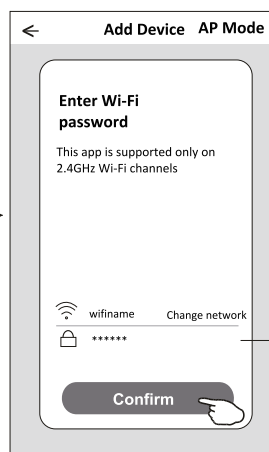 Add Device AP Mode
Enter Wi-Fi
password
This app is supported only on
2.4GHz Wi-Fi channels
wifiname Change network
******
Confirm